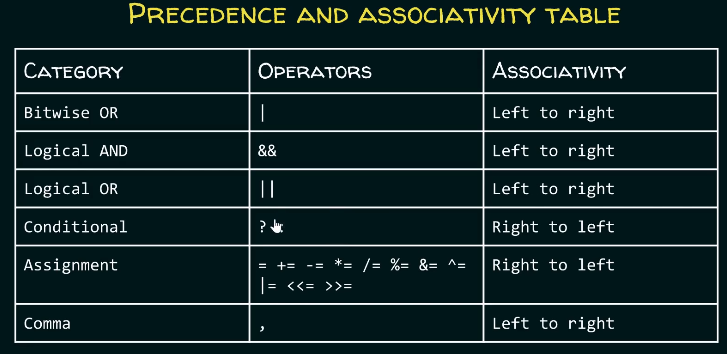 PRECEDENCE AND ASSOCIATIVITY TABLE
CATEGORY OPERATORS ASSOCIATIVITY
Bitwise OR | Left to right
Logical AND && Left to right
Logical OR || Left to right
Conditional ? Right to left
Assignment = += -= *= /= %= &= ^= Right to left
|= <<= >>=
Comma , Left to right